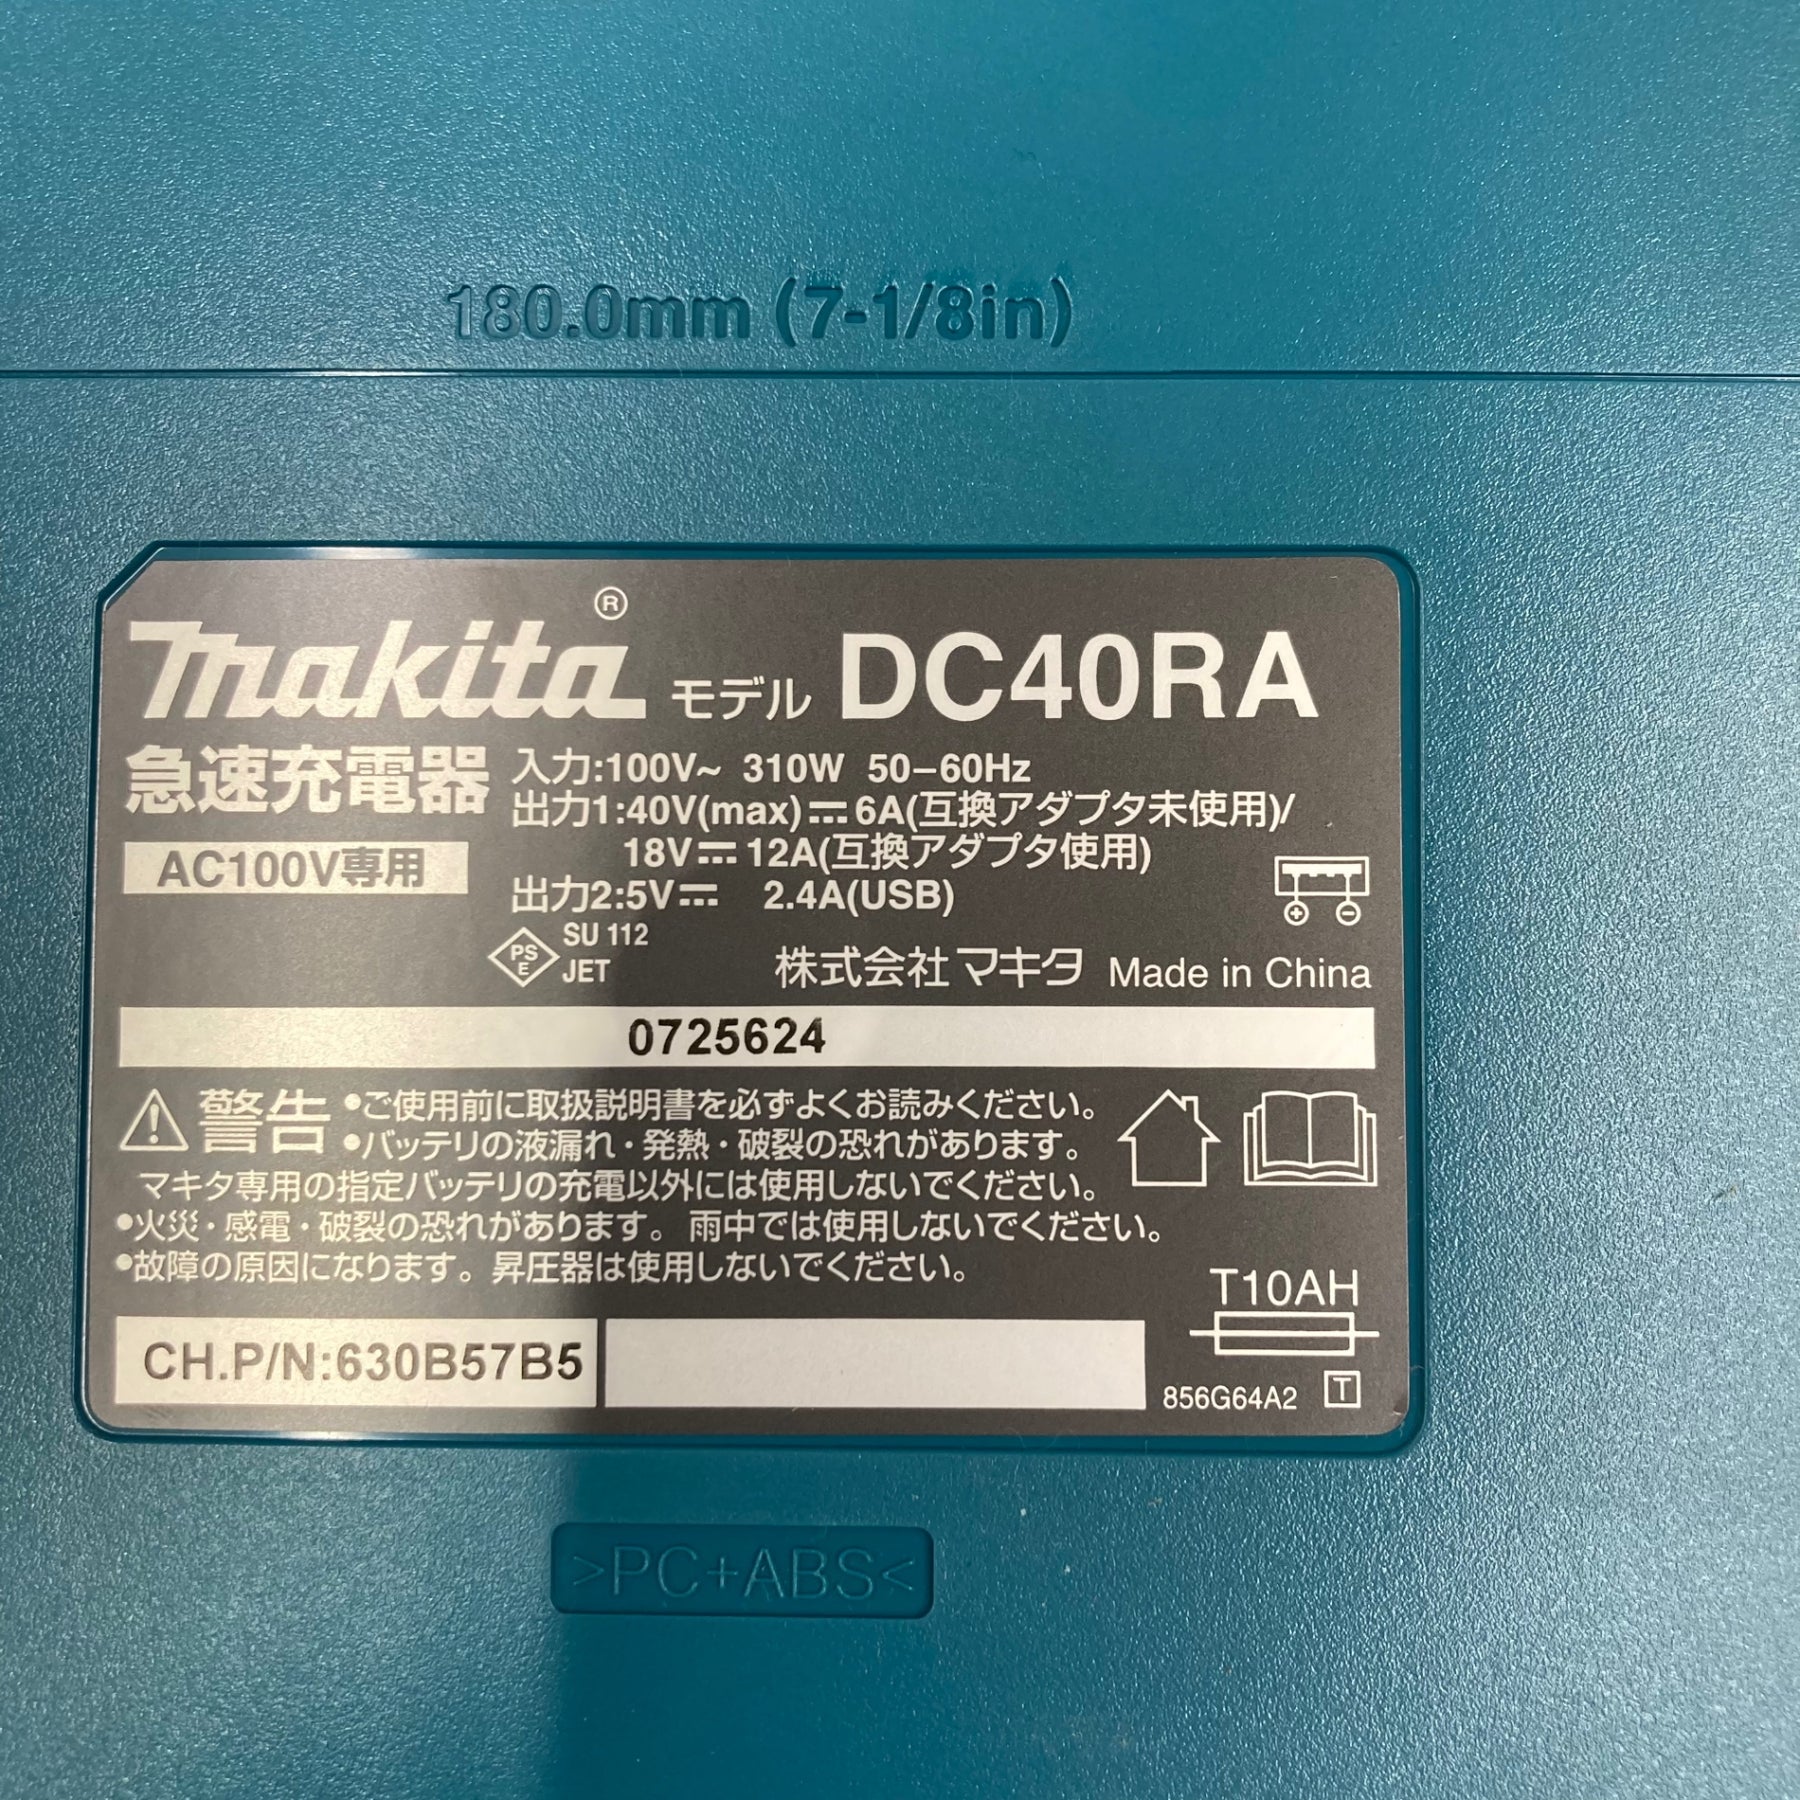 180.0mm (7-1/8in)
makita® モデル DC40RA
急速充電器
AC100V専用
入力:100V~ 310W 50–60Hz
出力1:40V(max)⎓6A(互換アダプタ未使用)/
18V⎓12A(互換アダプタ使用)
出力2:5V⎓ 2.4A(USB)
PS
E
SU 112
JET
株式会社マキタ Made in China
0725624
警告 •ご使用前に取扱説明書を必ずよくお読みください。
•バッテリの液漏れ・発熱・破裂の恐れがあります。
マキタ専用の指定バッテリの充電以外には使用しないでください。
•火災・感電・破裂の恐れがあります。雨中では使用しないでください。
•故障の原因になります。昇圧器は使用しないでください。
T10AH
CH.P/N:630B57B5
856G64A2 T
>PC+ABS<